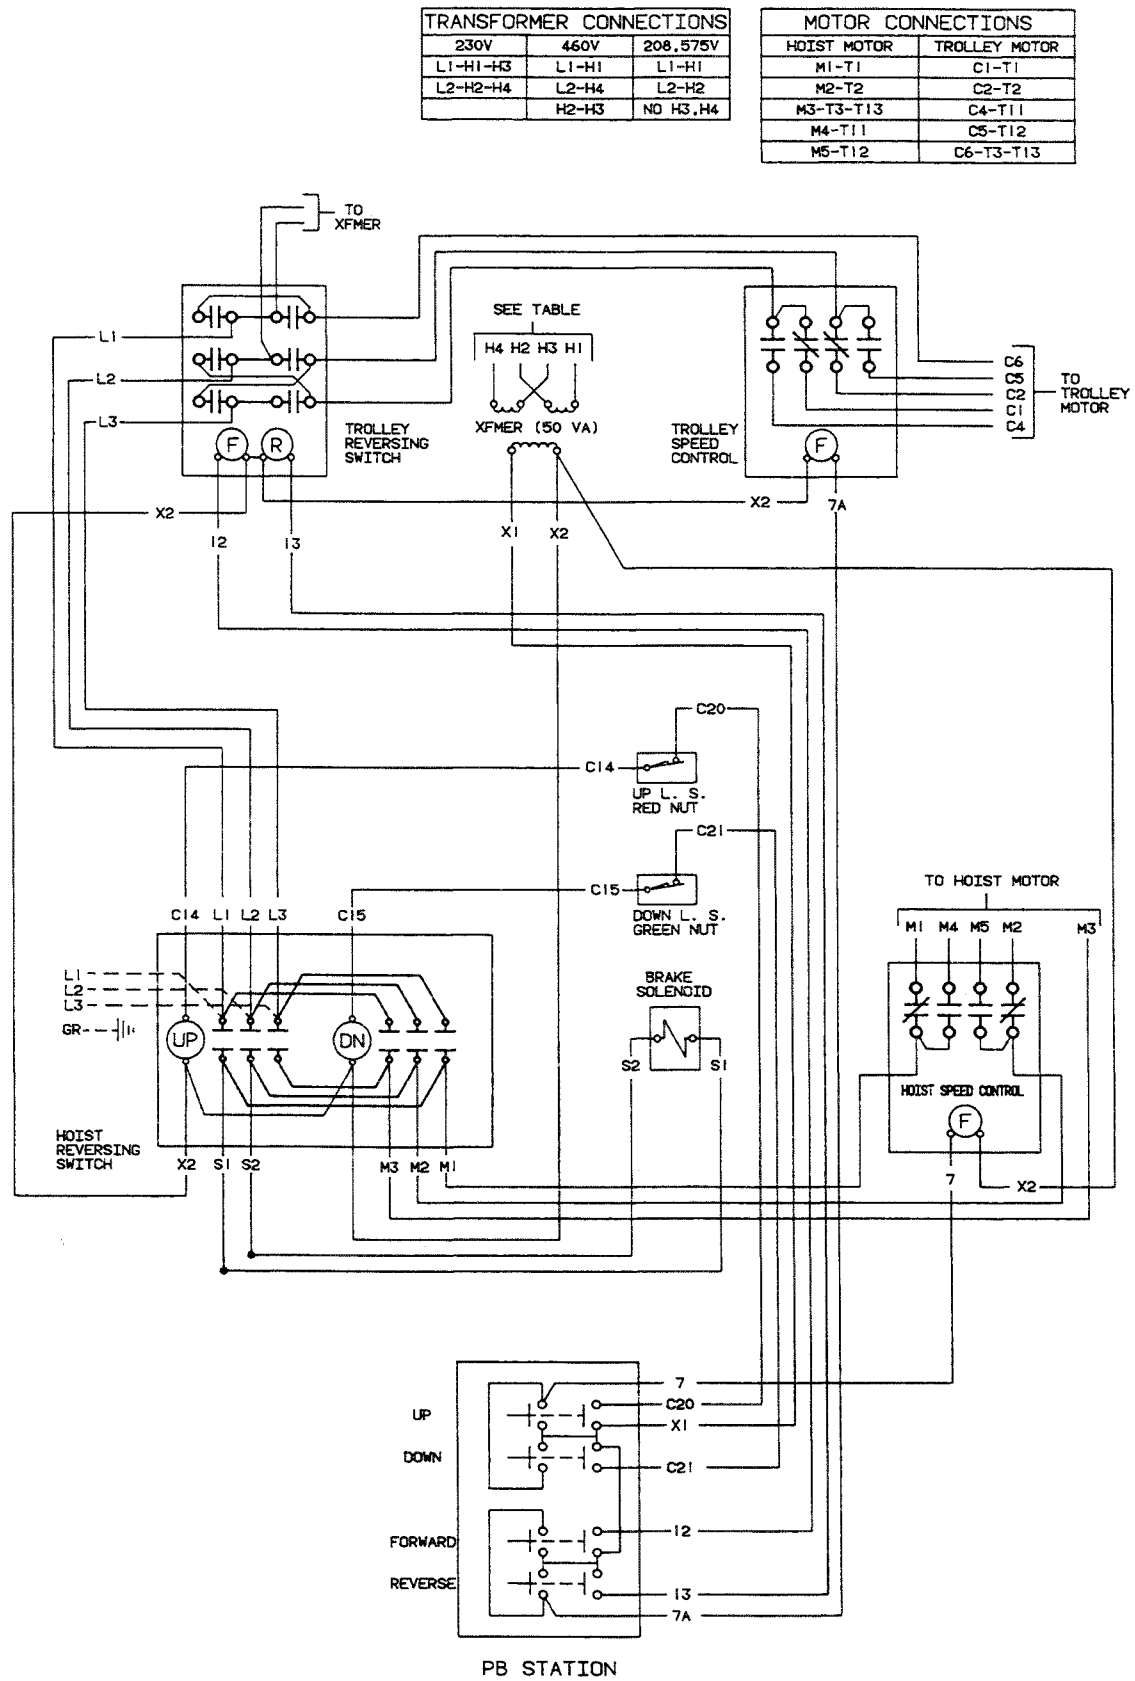 TRANSFORMER CONNECTIONS
230V 460V 208,575V
L1-H1-H3 L1-H1 L1-H1
L2-H2-H4 L2-H4 L2-H2
H2-H3 NO H3,H4
MOTOR CONNECTIONS
HOIST MOTOR TROLLEY MOTOR
M1-T1 C1-T1
M2-T2 C2-T2
M3-T3-T13 C4-T11
M4-T11 C5-T12
M5-T12 C6-T3-T13
TO
XFMER
SEE TABLE
H4 H2 H3 H1
L1
L2
L3
XFMER (50 VA)
F R
TROLLEY
REVERSING
SWITCH
TROLLEY
SPEED
CONTROL
F
C6
C5
C2
C1
C4
TO
TROLLEY
MOTOR
X2
X2
7A
12
13
X1
X2
C20
C14
UP L. S.
RED NUT
C21
C15
DOWN L. S.
GREEN NUT
TO HOIST MOTOR
C14 L1 L2 L3
C15
M1 M4 M5 M2 M3
L1
L2
L3
GR
UP
DN
BRAKE
SOLENOID
S2
S1
HOIST SPEED CONTROL
F
HOIST
REVERSING
SWITCH
X2 S1 S2
M3 M2 M1
7
X2
7
C20
X1
C21
UP
DOWN
12
FORWARD
REVERSE
13
7A
PB STATION